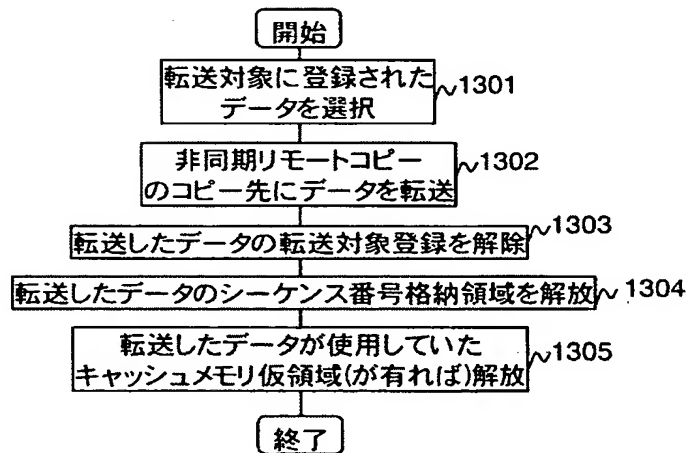 開始
転送対象に登録された
データを選択
1301
非同期リモートコピー
のコピー先にデータを転送
1302
転送したデータの転送対象登録を解除
1303
転送したデータのシーケンス番号格納領域を解放
1304
転送したデータが使用していた
キャッシュメモリ仮領域(が有れば)解放
1305
終了